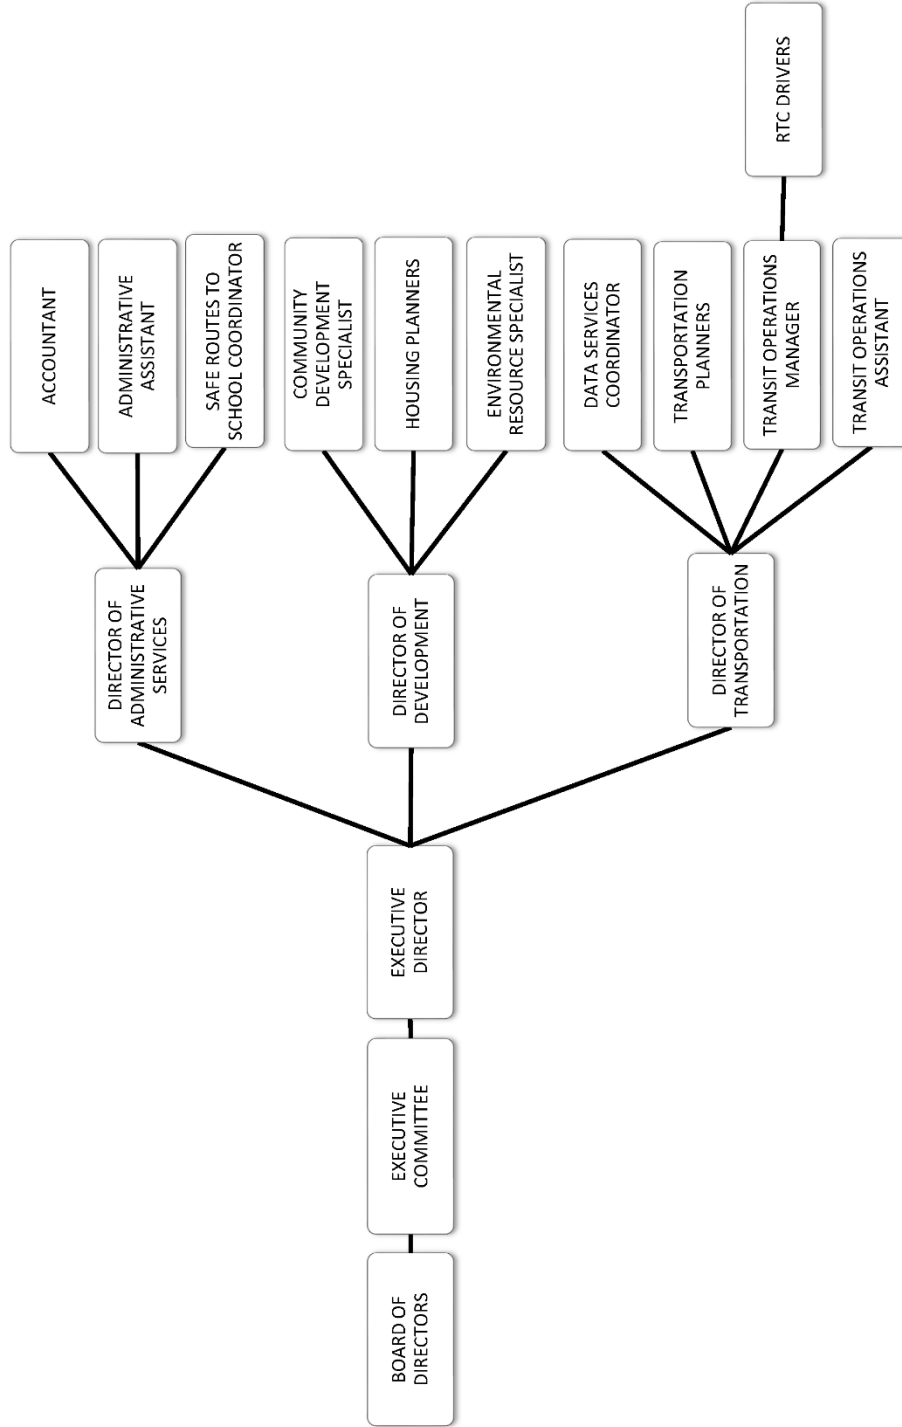 BOARD OF
DIRECTORS
EXECUTIVE
COMMITTEE
EXECUTIVE
DIRECTOR
DIRECTOR OF
ADMINISTRATIVE
SERVICES
ACCOUNTANT
ADMINISTRATIVE
ASSISTANT
SAFE ROUTES TO
SCHOOL COORDINATOR
DIRECTOR OF
DEVELOPMENT
COMMUNITY
DEVELOPMENT
SPECIALIST
HOUSING PLANNERS
ENVIRONMENTAL
RESOURCE SPECIALIST
DIRECTOR OF
TRANSPORTATION
DATA SERVICES
COORDINATOR
TRANSPORTATION
PLANNERS
TRANSIT OPERATIONS
MANAGER
TRANSIT OPERATIONS
ASSISTANT
RTC DRIVERS